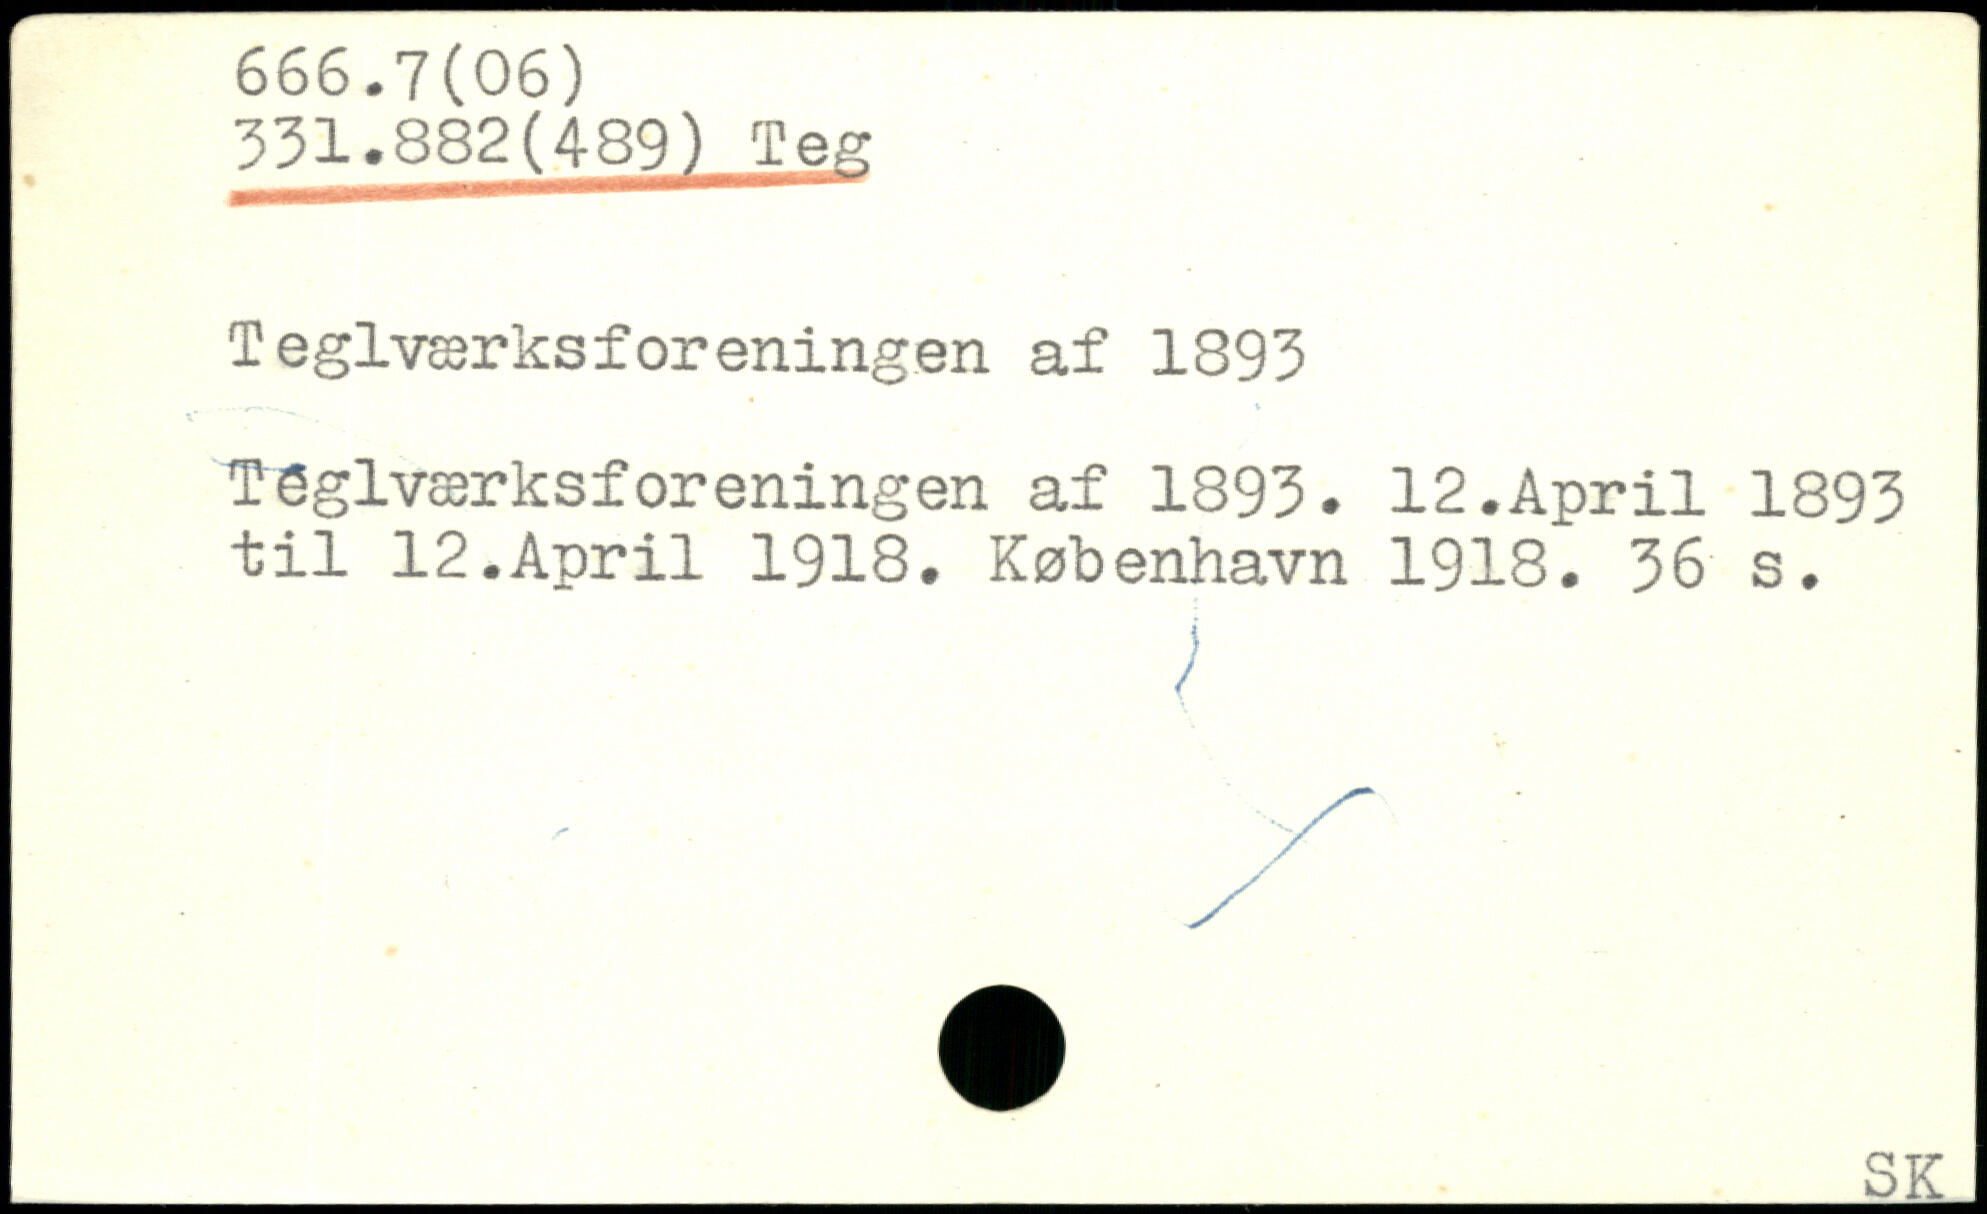 666.7(06)
331.882(489) Teg
Teglværksforeningen af 1893
Teglværksforeningen af 1893. 12.April 1893
til 12.April 1918. København 1918. 36 s.
SK